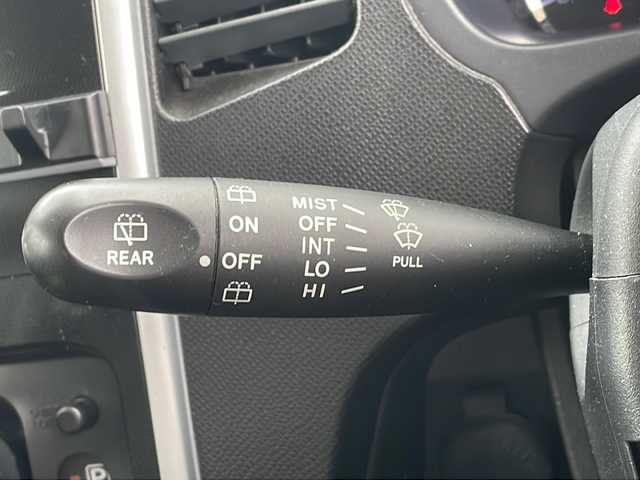 REAR
ON
OFF
MIST
OFF
INT
LO
HI
PULL